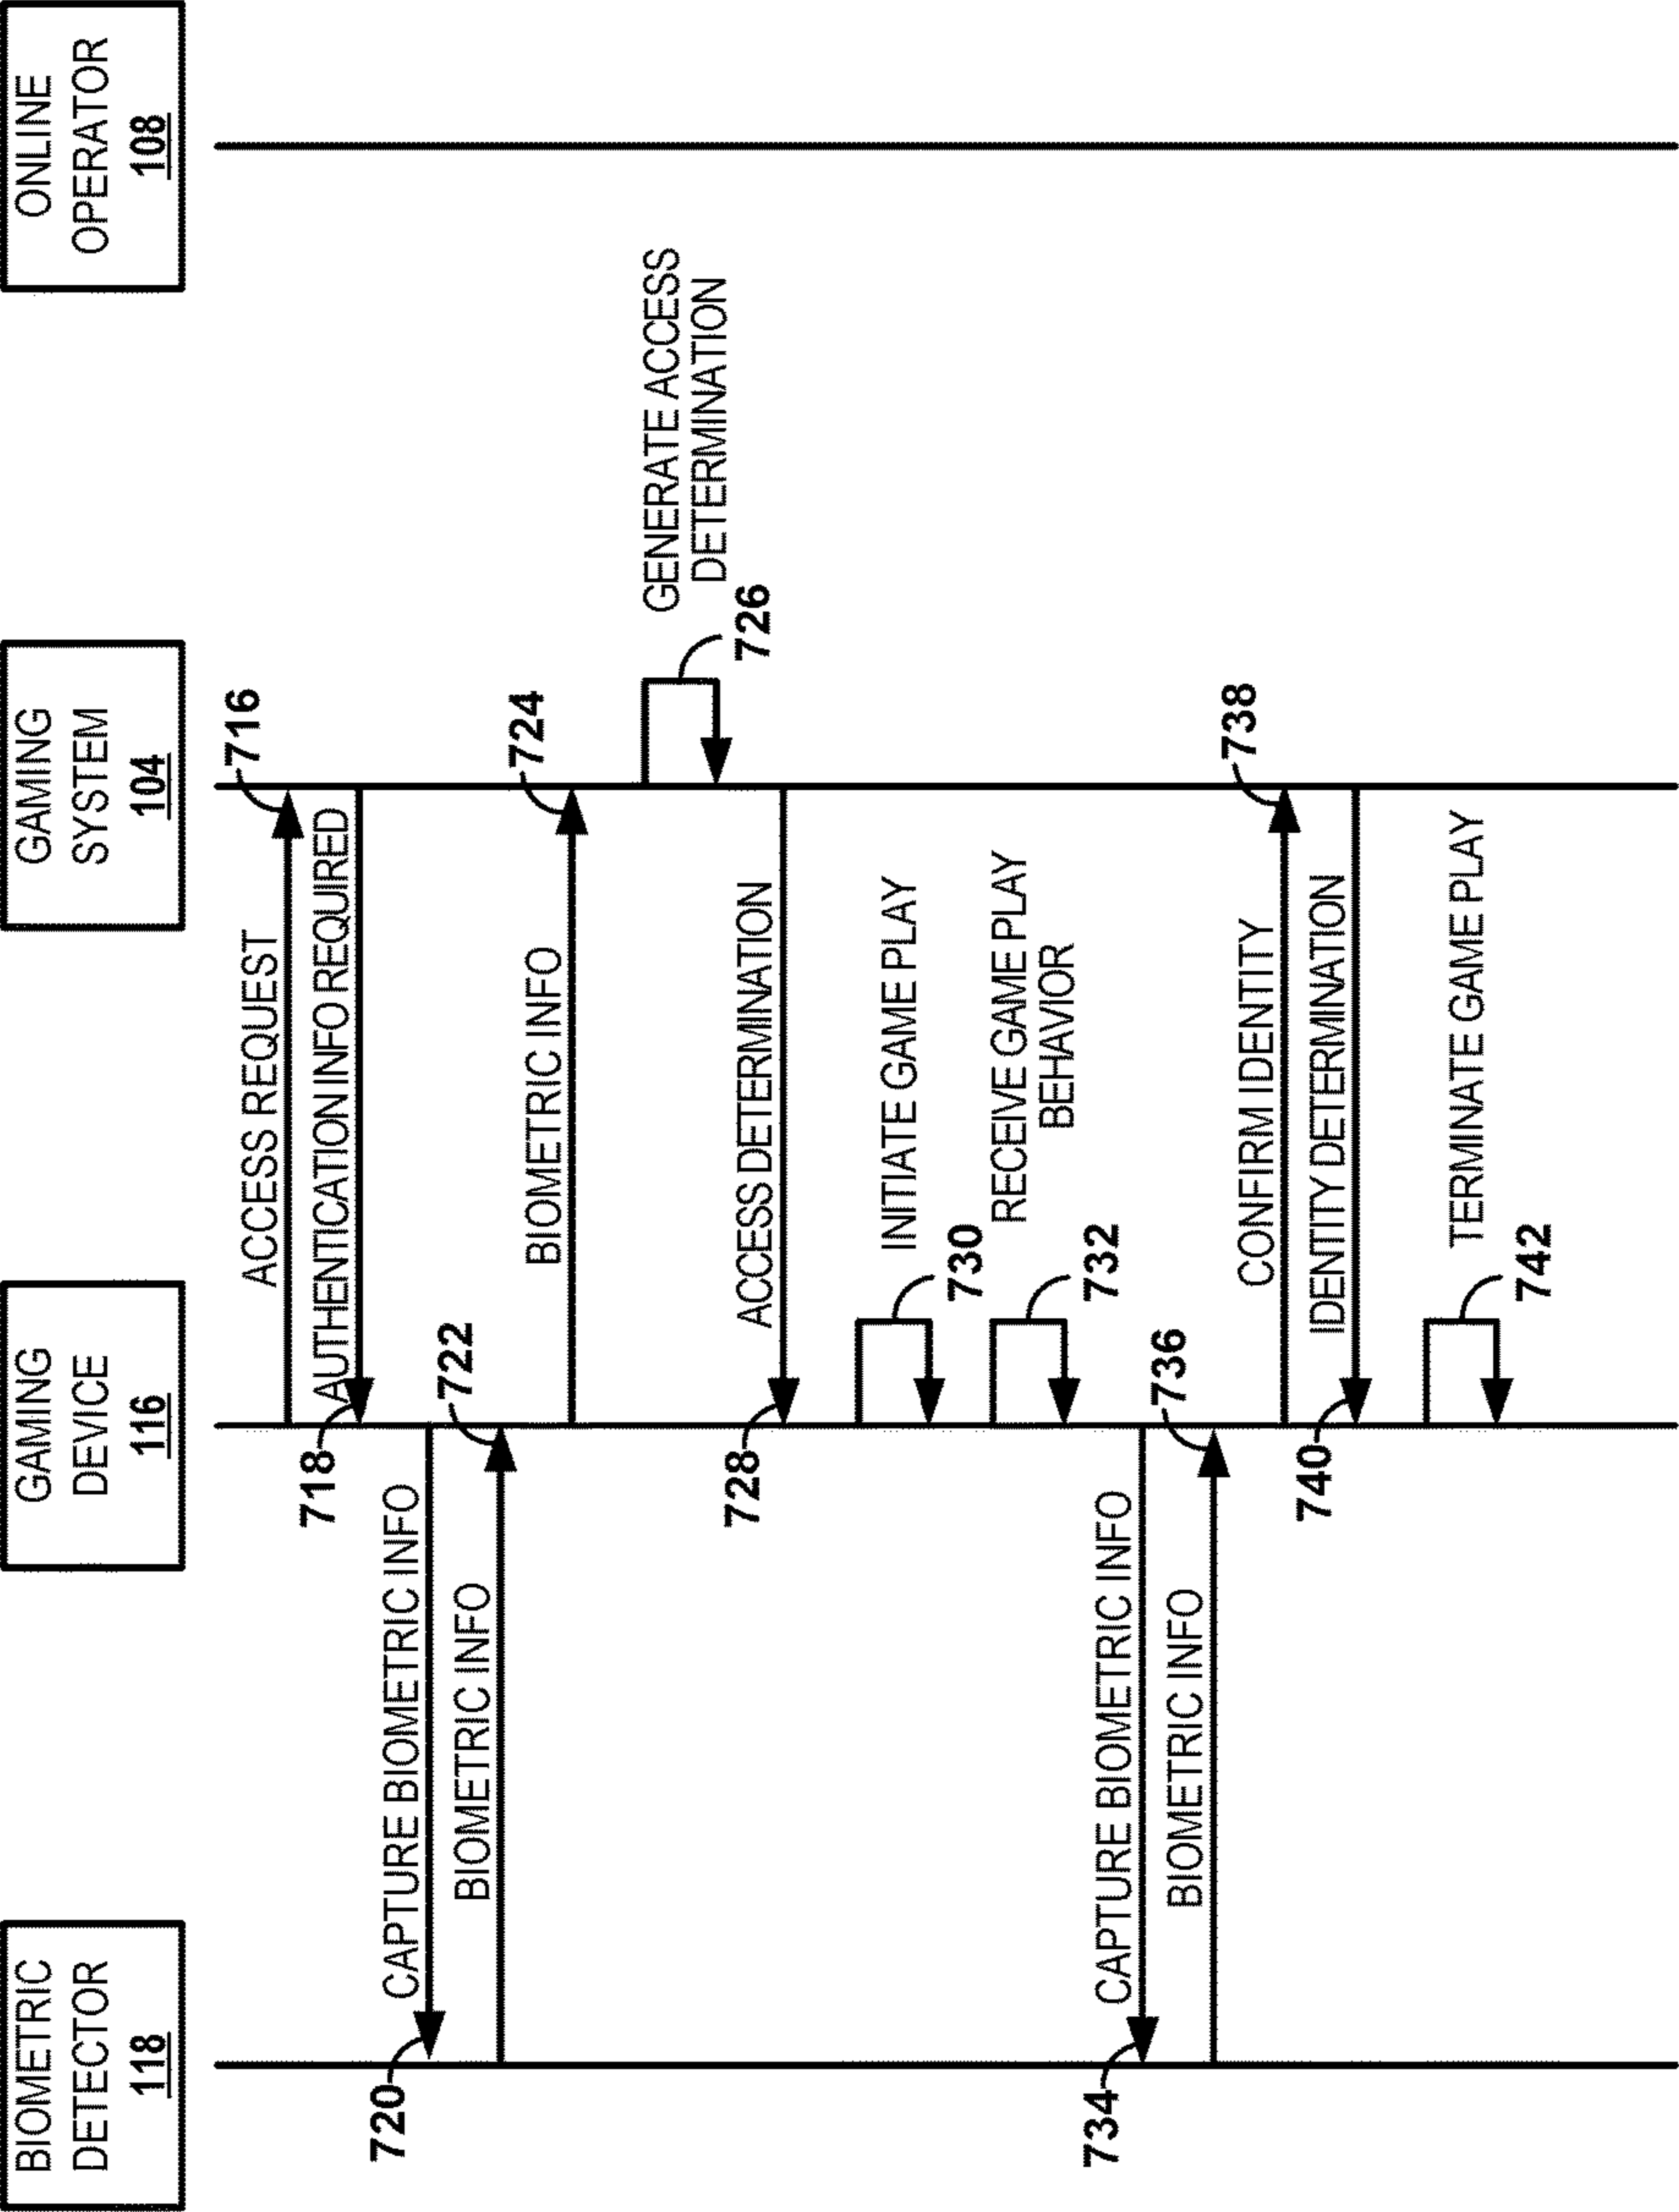 BIOMETRIC
DETECTOR
118
GAMING
DEVICE
116
GAMING
SYSTEM
104
ONLINE
OPERATOR
108
716
ACCESS REQUEST
AUTHENTICATION INFO REQUIRED
718
CAPTURE BIOMETRIC INFO
720
722
BIOMETRIC INFO
724
BIOMETRIC INFO
GENERATE ACCESS
DETERMINATION
726
ACCESS DETERMINATION
728
INITIATE GAME PLAY
730
RECEIVE GAME PLAY
BEHAVIOR
732
CAPTURE BIOMETRIC INFO
734
736
BIOMETRIC INFO
738
CONFIRM IDENTITY
IDENTITY DETERMINATION
740
TERMINATE GAME PLAY
742